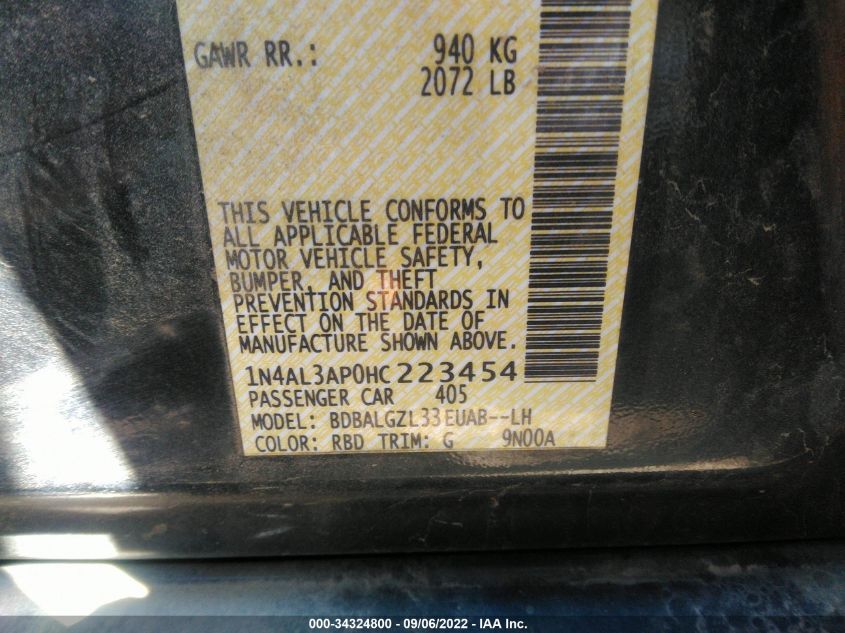 GAWR RR.: 940 KG
2072 LB
THIS VEHICLE CONFORMS TO
ALL APPLICABLE FEDERAL
MOTOR VEHICLE SAFETY,
BUMPER, AND THEFT
PREVENTION STANDARDS IN
EFFECT ON THE DATE OF
MANUFACTURE SHOWN ABOVE.
1N4AL3AP0HC223454
PASSENGER CAR 405
MODEL: BDBALGZL33EUAB--LH
COLOR: RBD TRIM: G 9N00A
000-34324800 - 09/06/2022 - IAA Inc.